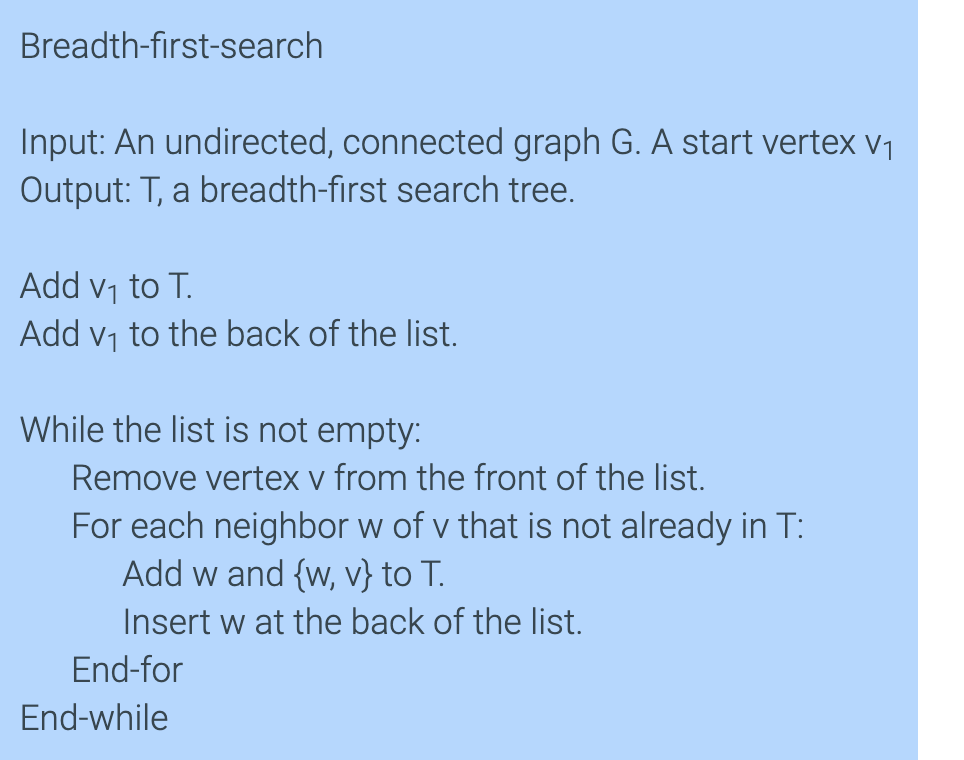 Breadth-first-search
Input: An undirected, connected graph G. A start vertex v₁
Output: T, a breadth-first search tree.
Add v₁ to T.
Add v₁ to the back of the list.
While the list is not empty:
Remove vertex v from the front of the list.
For each neighbor w of v that is not already in T:
Add w and {w, v} to T.
Insert w at the back of the list.
End-for
End-while